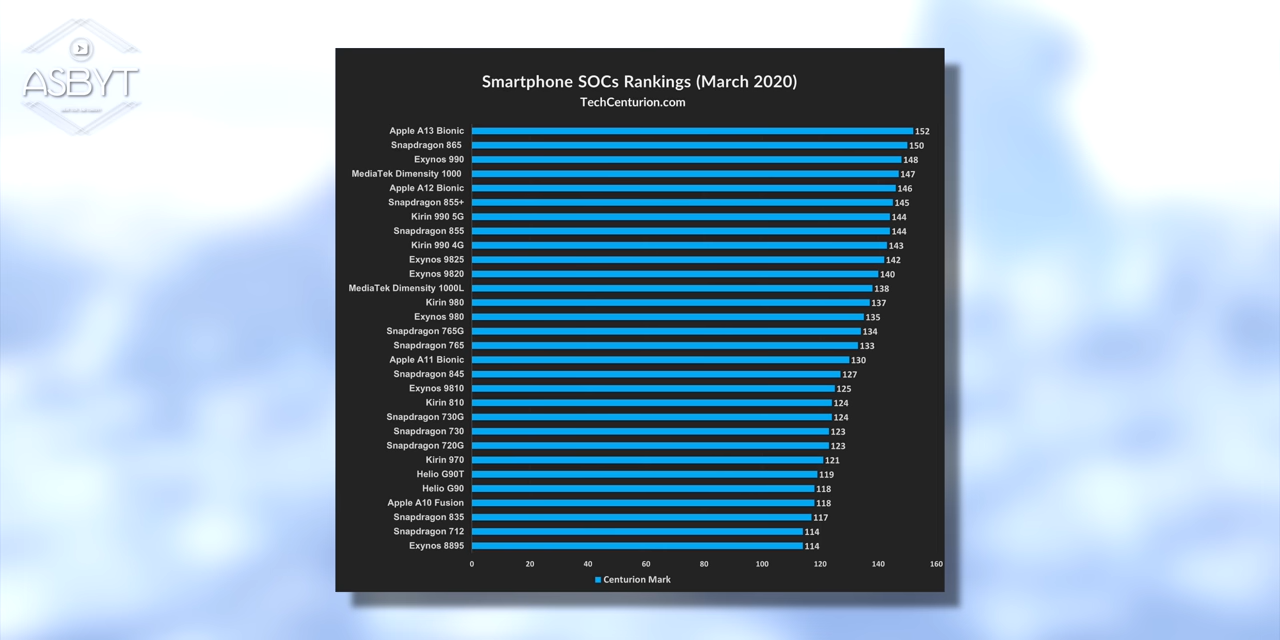 ASBYT
Smartphone SOCs Rankings (March 2020)
TechCenturion.com
Apple A13 Bionic 152
Snapdragon 865 150
Exynos 990 148
MediaTek Dimensity 1000 147
Apple A12 Bionic 146
Snapdragon 855+ 145
Kirin 990 5G 144
Snapdragon 855 144
Kirin 990 4G 143
Exynos 9825 142
Exynos 9820 140
MediaTek Dimensity 1000L 138
Kirin 980 137
Exynos 980 135
Snapdragon 765G 134
Snapdragon 765 133
Apple A11 Bionic 130
Snapdragon 845 127
Exynos 9810 125
Kirin 810 124
Snapdragon 730G 124
Snapdragon 730 123
Snapdragon 720G 123
Kirin 970 121
Helio G90T 119
Helio G90 118
Apple A10 Fusion 118
Snapdragon 835 117
Snapdragon 712 114
Exynos 8895 114
0 20 40 60 80 100 120 140 160
Centurion Mark